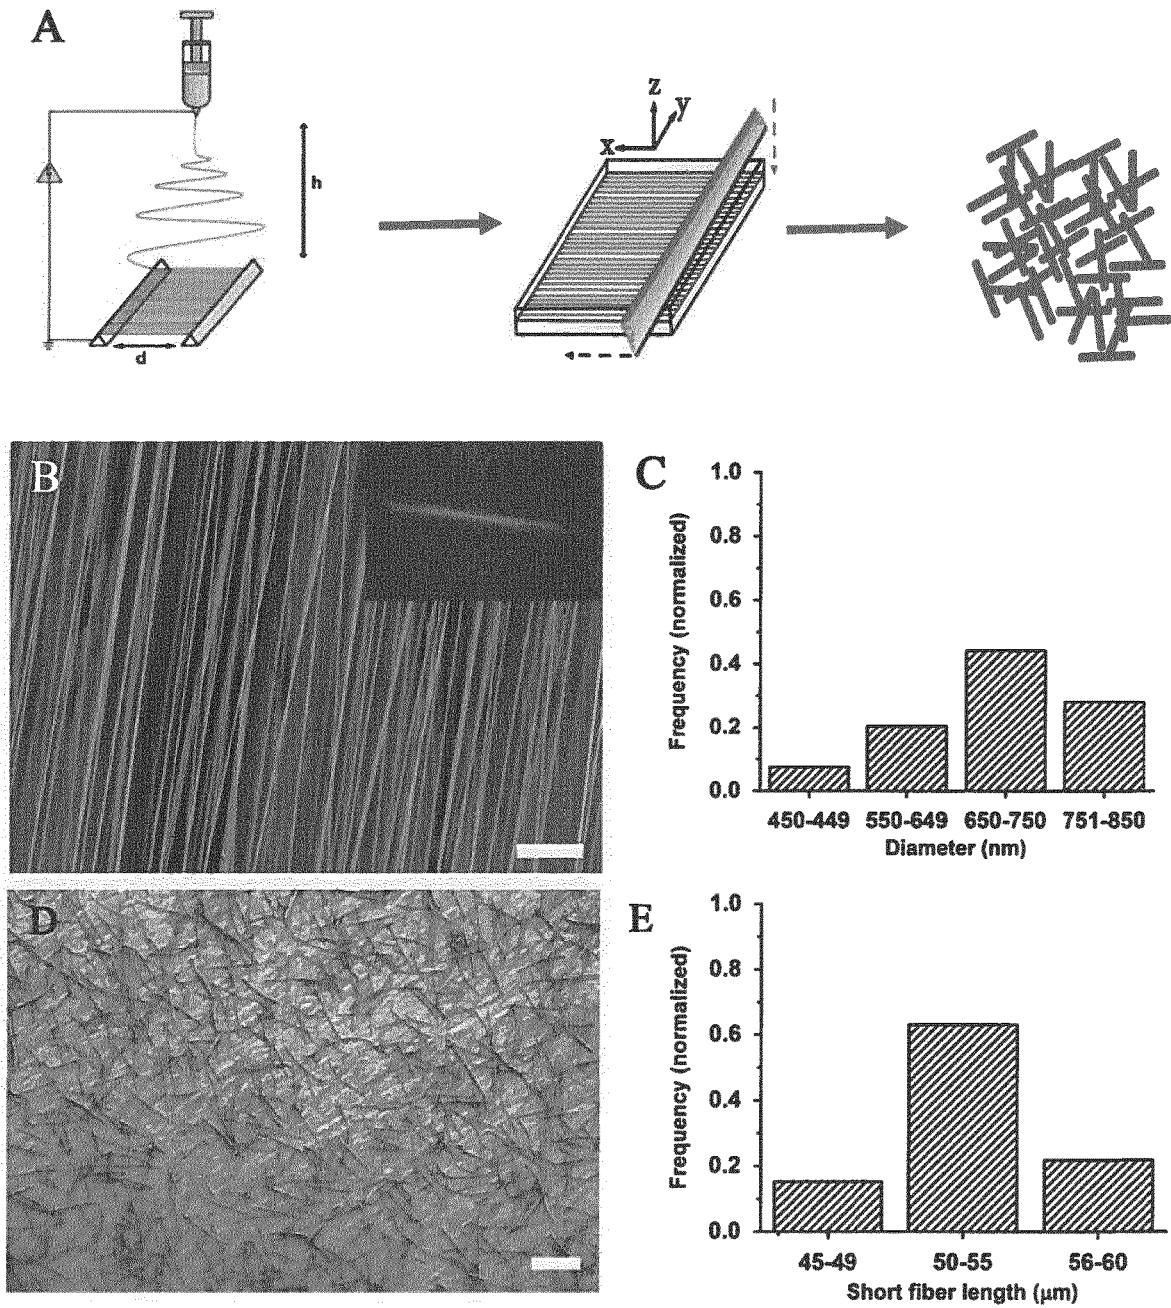 A
h
d
z
y
x
B
C
Frequency (normalized)
1.0
0.8
0.6
0.4
0.2
0.0
450-449 550-649 650-750 751-850
Diameter (nm)
D
E
Frequency (normalized)
1.0
0.8
0.6
0.4
0.2
0.0
45-49 50-55 56-60
Short fiber length (μm)